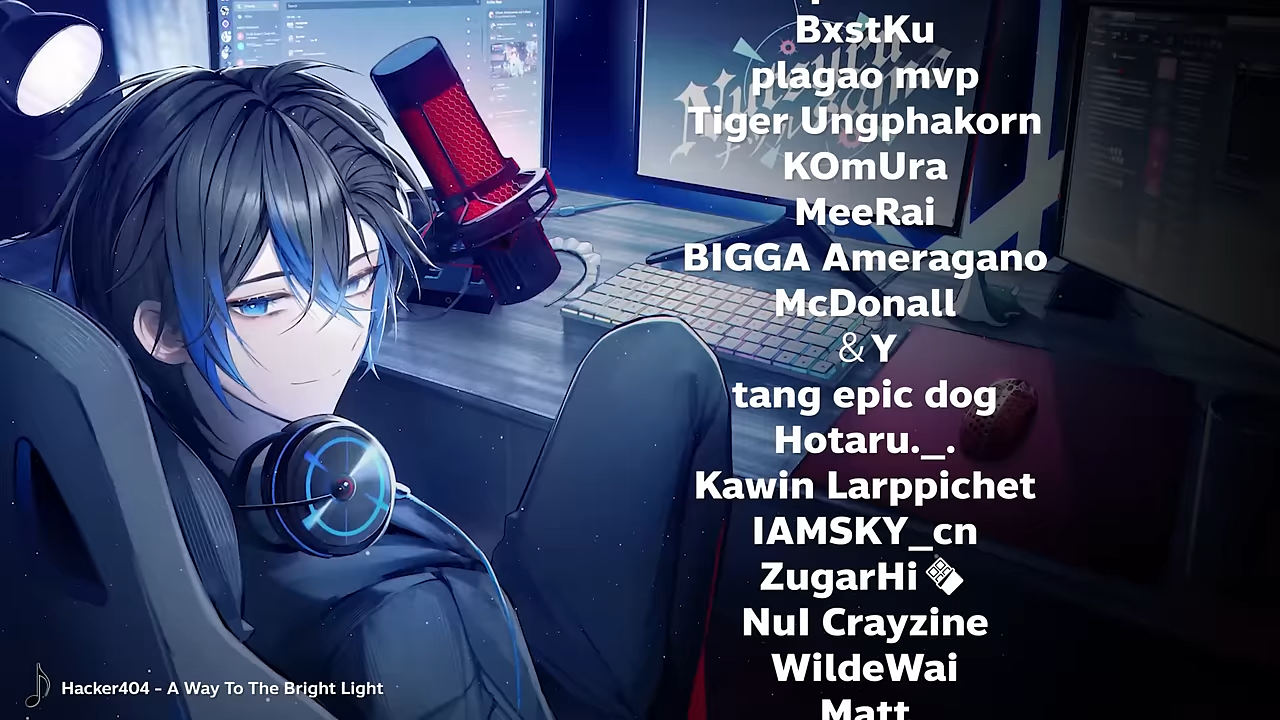 BxstKu
plagao mvp
Tiger Ungphakorn
KOmUra
MeeRai
BIGGA Ameragano
McDonall
＆Y
tang epic dog
Hotaru._.
Kawin Larppichet
IAMSKY_cn
ZugarHi🍫
Nul Crayzine
WildeWai
Matt
Hacker404 - A Way To The Bright Light